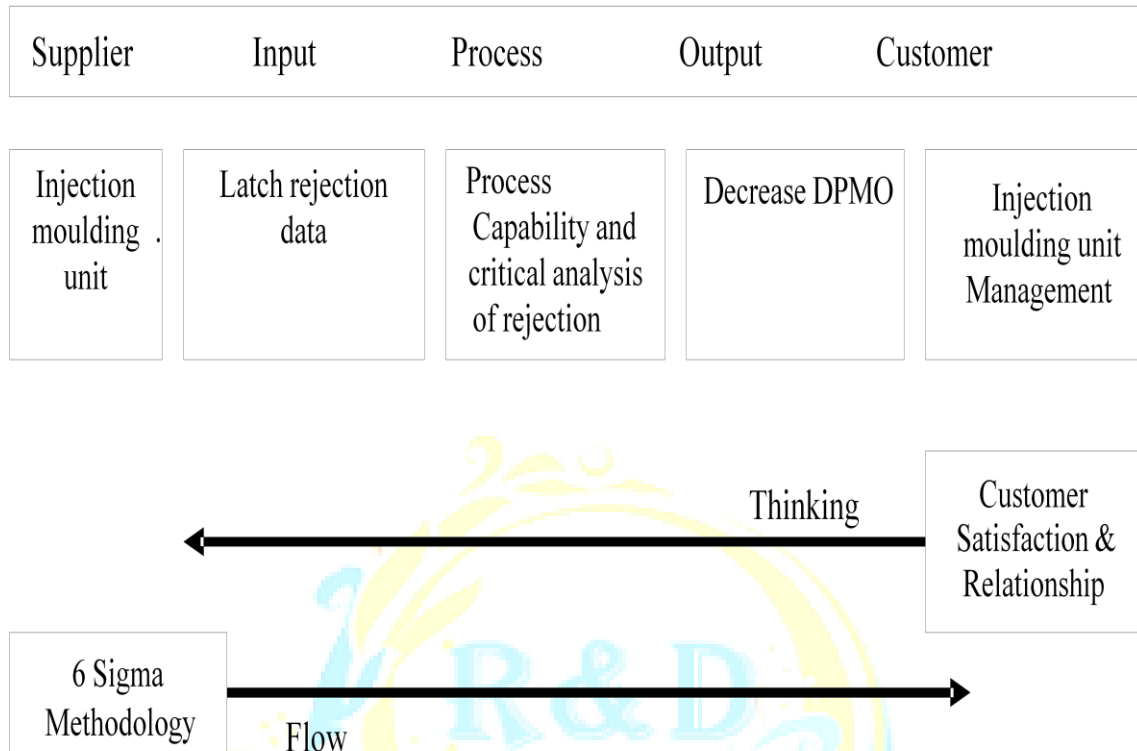 Supplier Input Process Output Customer
Injection
moulding .
unit
Latch rejection
data
Process
Capability and
critical analysis
of rejection
Decrease DPMO
Injection
moulding unit
Management
Thinking
Customer
Satisfaction &
Relationship
6 Sigma
Methodology
Flow
R & D